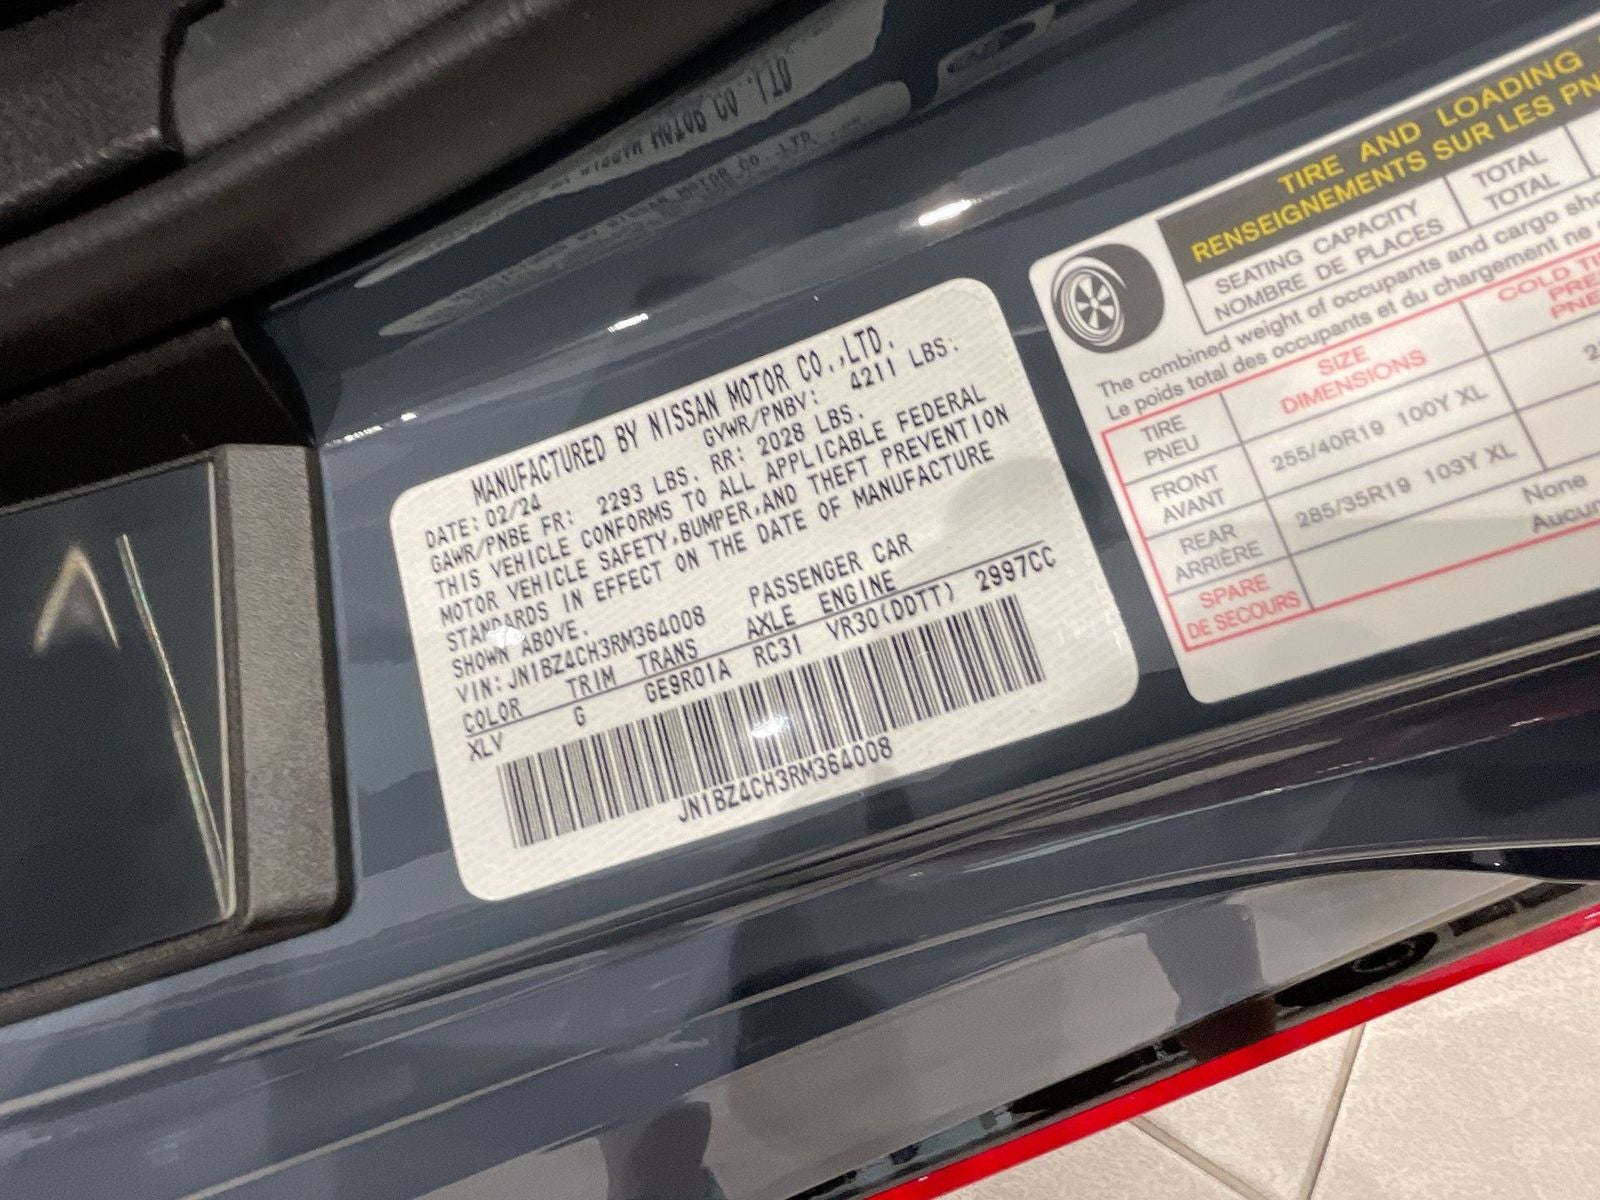 MANUFACTURED BY NISSAN MOTOR CO.,LTD.
DATE: 02/24 GVWR/PNBV: 4211 LBS.
GAWR/PNBE FR: 2293 LBS. RR: 2028 LBS.
THIS VEHICLE CONFORMS TO ALL APPLICABLE FEDERAL
MOTOR VEHICLE SAFETY,BUMPER,AND THEFT PREVENTION
STANDARDS IN EFFECT ON THE DATE OF MANUFACTURE
SHOWN ABOVE.
VIN:JN1BZ4CH3RM364008 PASSENGER CAR
COLOR TRIM TRANS AXLE ENGINE
XLV G GE9R01A RC31 VR30(DDTT) 2997CC
JN1BZ4CH3RM364008
TIRE AND LOADING
RENSEIGNEMENTS SUR LES
SEATING CAPACITY TOTAL
NOMBRE DE PLACES TOTAL
The combined weight of occupants and cargo
Le poids total des occupants et du chargement ne
TIRE SIZE COLD
PNEU DIMENSIONS
FRONT 255/40R19 100Y XL
AVANT
REAR 285/35R19 103Y XL
ARRIÈRE
SPARE None
DE SECOURS